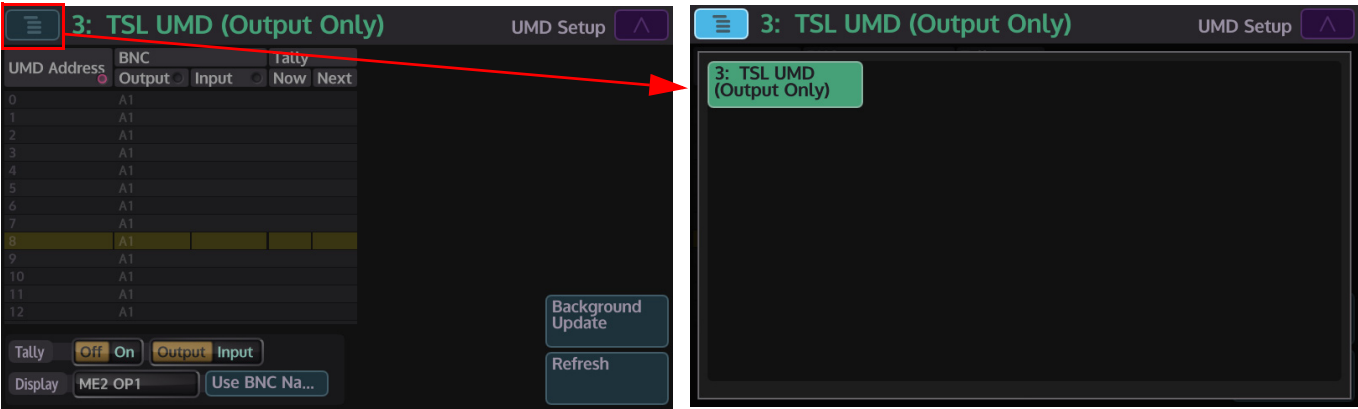 3: TSL UMD (Output Only)
UMD Setup
UMD Address
BNC
Tally
Output
Input
Now
Next
0 A1
1 A1
2 A1
3 A1
4 A1
5 A1
6 A1
7 A1
8 A1
9 A1
10 A1
11 A1
12 A1
Background
Update
Refresh
Tally Off On Output Input
Display ME2 OP1 Use BNC Na...
3: TSL UMD (Output Only)
UMD Setup
3: TSL UMD
(Output Only)